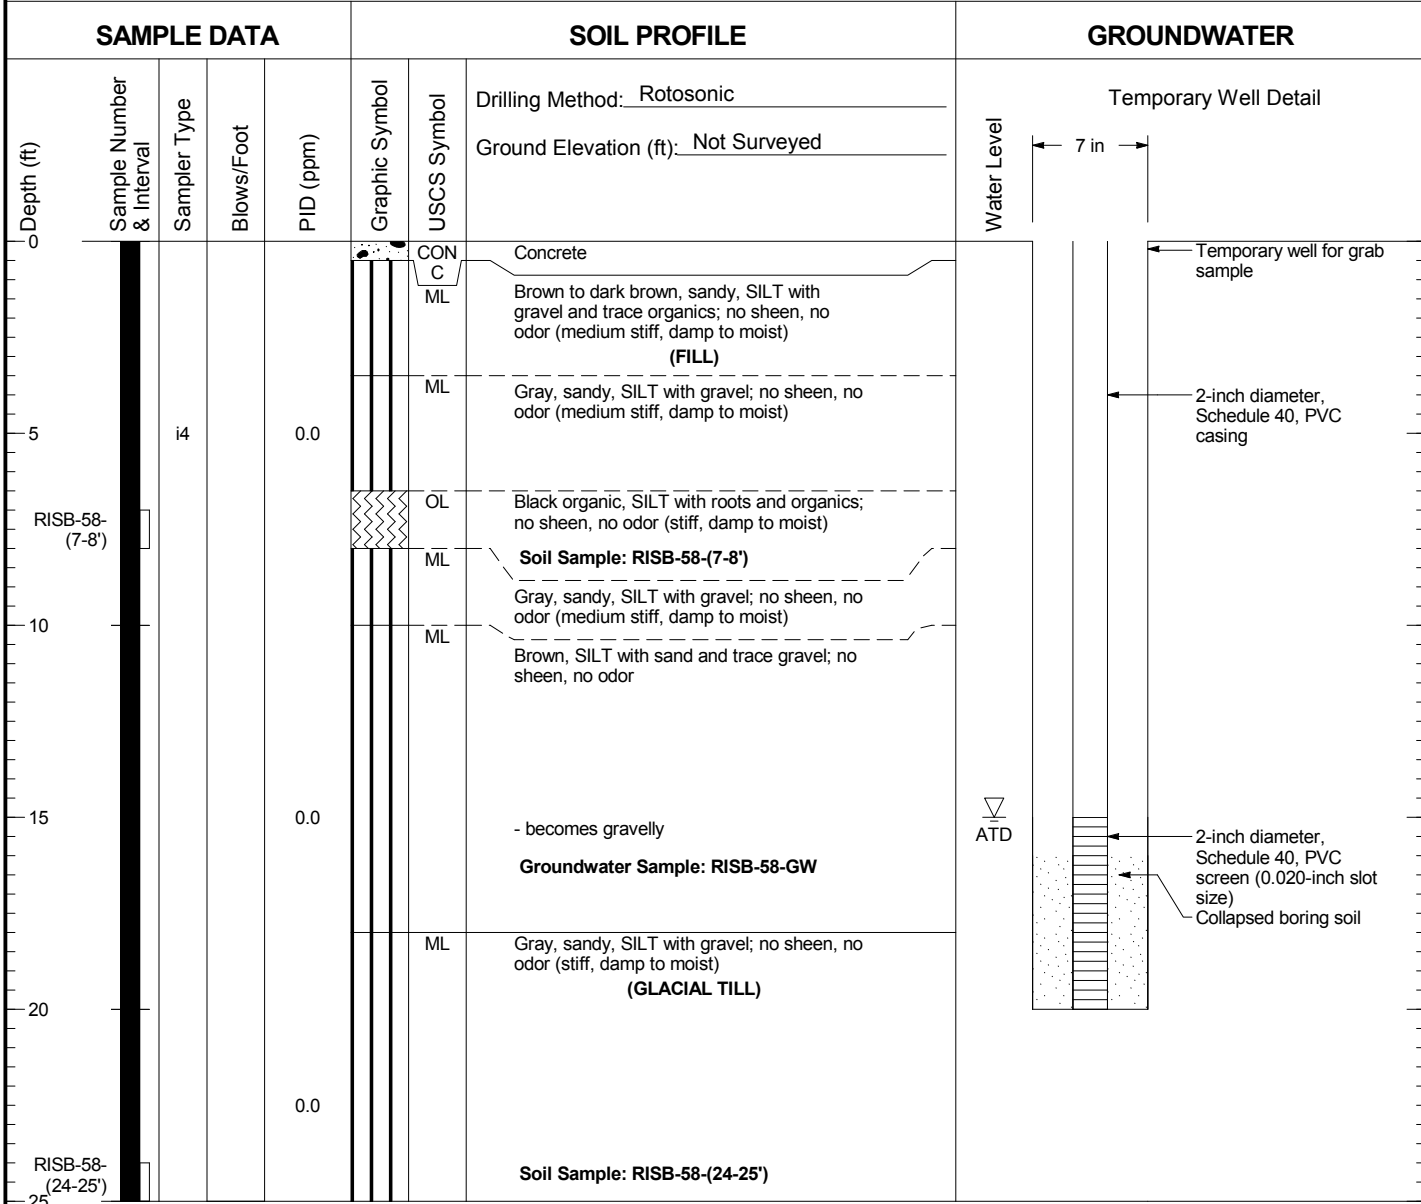 SAMPLE DATA
SOIL PROFILE
GROUNDWATER
Depth (ft)
Sample Number
& Interval
Sampler Type
Blows/Foot
PID (ppm)
Graphic Symbol
USCS Symbol
Drilling Method: Rotosonic
Ground Elevation (ft): Not Surveyed
Water Level
Temporary Well Detail
7 in
0
CON
C
Concrete
Temporary well for grab
sample
ML
Brown to dark brown, sandy, SILT with
gravel and trace organics; no sheen, no
odor (medium stiff, damp to moist)
(FILL)
ML
Gray, sandy, SILT with gravel; no sheen, no
odor (medium stiff, damp to moist)
2-inch diameter,
Schedule 40, PVC
casing
5
i4
0.0
OL
Black organic, SILT with roots and organics;
no sheen, no odor (stiff, damp to moist)
RISB-58-
(7-8')
ML
Soil Sample: RISB-58-(7-8')
Gray, sandy, SILT with gravel; no sheen, no
odor (medium stiff, damp to moist)
10
ML
Brown, SILT with sand and trace gravel; no
sheen, no odor
15
0.0
- becomes gravelly
ATD
2-inch diameter,
Schedule 40, PVC
screen (0.020-inch slot
size)
Groundwater Sample: RISB-58-GW
Collapsed boring soil
ML
Gray, sandy, SILT with gravel; no sheen, no
odor (stiff, damp to moist)
(GLACIAL TILL)
20
0.0
RISB-58-
(24-25')
Soil Sample: RISB-58-(24-25')
25